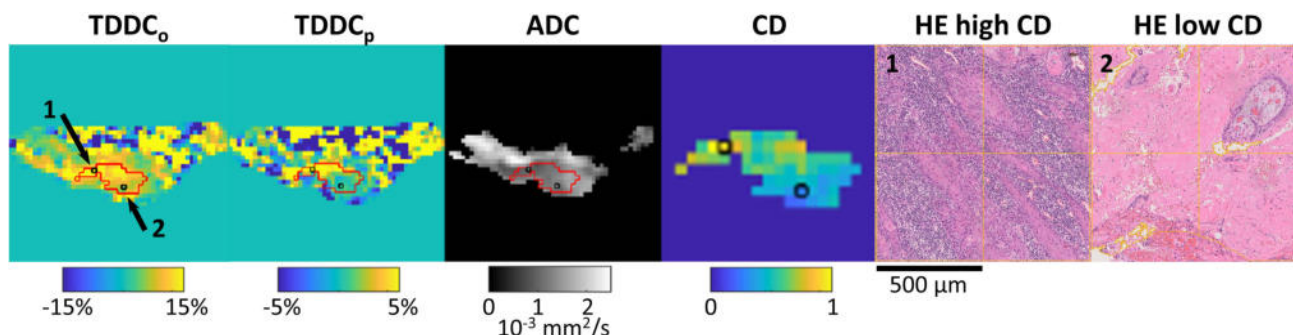 TDDCo TDDCp ADC CD HE high CD HE low CD
1 1 2
2
-15% 15% -5% 5% 0 1 2 0 1 500 μm
10-3 mm2/s